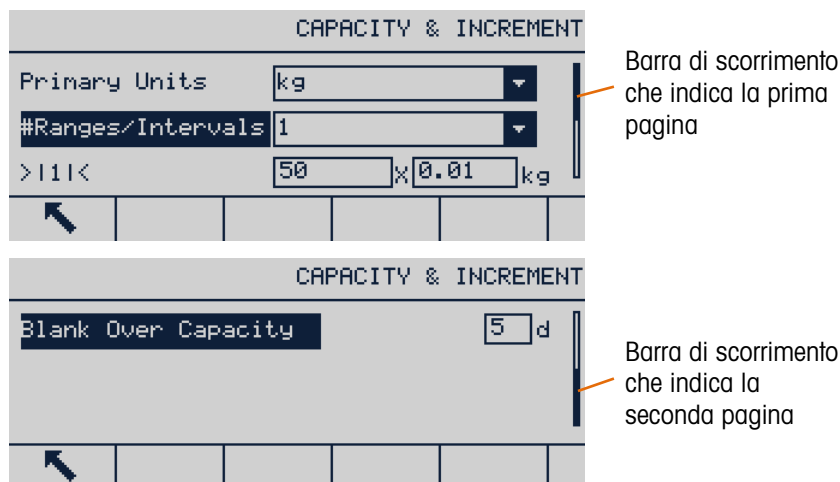 CAPACITY & INCREMENT
Primary Units kg
#Ranges/Intervals 1
>|1|< 50 x 0.01 kg
Barra di scorrimento
che indica la prima
pagina
CAPACITY & INCREMENT
Blank Over Capacity 5 d
Barra di scorrimento
che indica la
seconda pagina